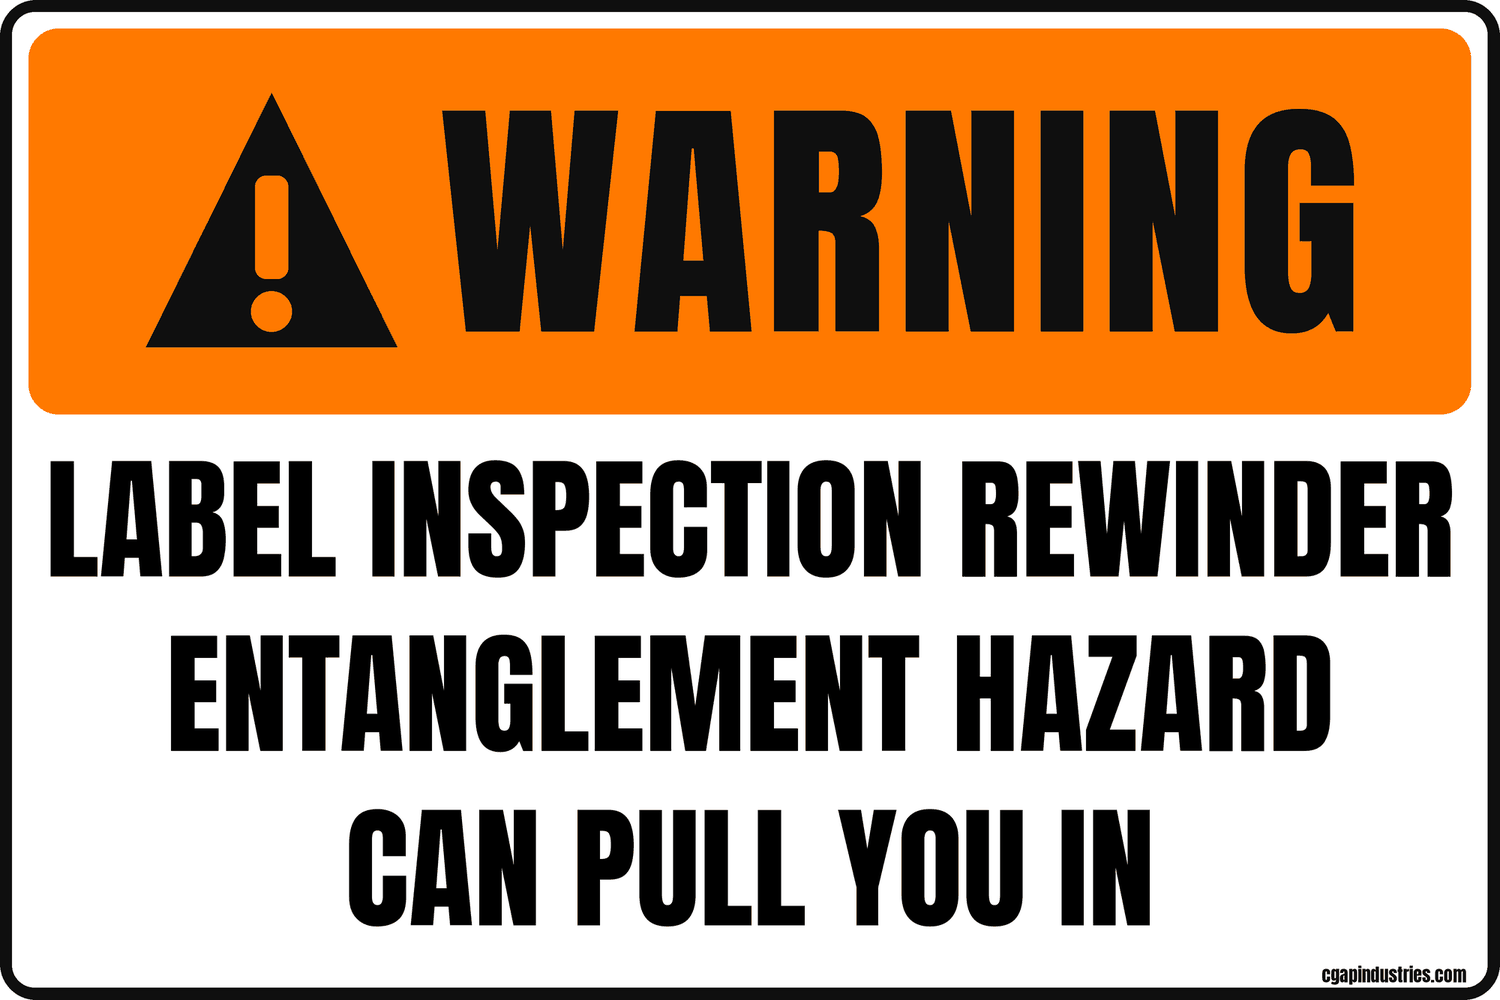 WARNING
LABEL INSPECTION REWINDER
ENTANGLEMENT HAZARD
CAN PULL YOU IN
cgapindustries.com